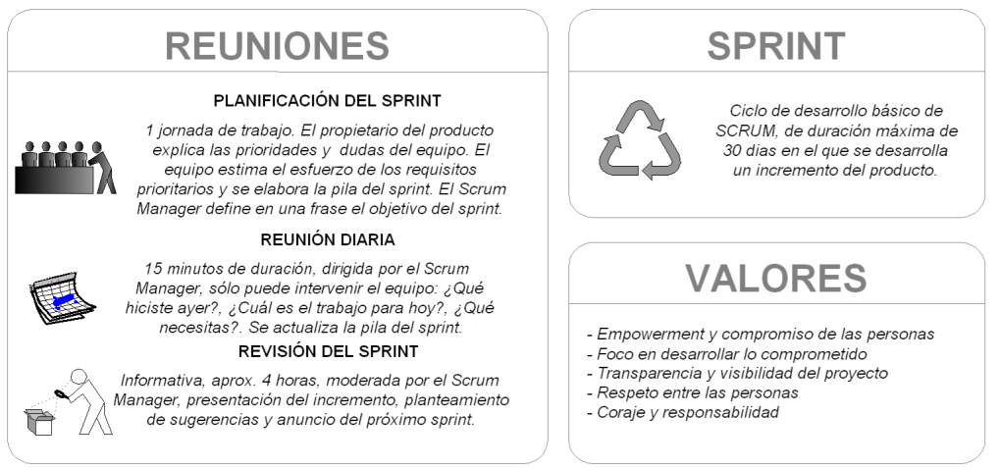 REUNIONES
PLANIFICACIÓN DEL SPRINT
1 jornada de trabajo. El propietario del producto
explica las prioridades y dudas del equipo. El
equipo estima el esfuerzo de los requisitos
prioritarios y se elabora la pila del sprint. El Scrum
Manager define en una frase el objetivo del sprint.
REUNIÓN DIARIA
15 minutos de duración, dirigida por el Scrum
Manager, sólo puede intervenir el equipo: ¿Qué
hiciste ayer?, ¿Cuál es el trabajo para hoy?, ¿Qué
necesitas?. Se actualiza la pila del sprint.
REVISIÓN DEL SPRINT
Informativa, aprox. 4 horas, moderada por el Scrum
Manager, presentación del incremento, planteamiento
de sugerencias y anuncio del próximo sprint.
SPRINT
Ciclo de desarrollo básico de
SCRUM, de duración máxima de
30 dias en el que se desarrolla
un incremento del producto.
VALORES
- Empowerment y compromiso de las personas
- Foco en desarrollar lo comprometido
- Transparencia y visibilidad del proyecto
- Respeto entre las personas
- Coraje y responsabilidad